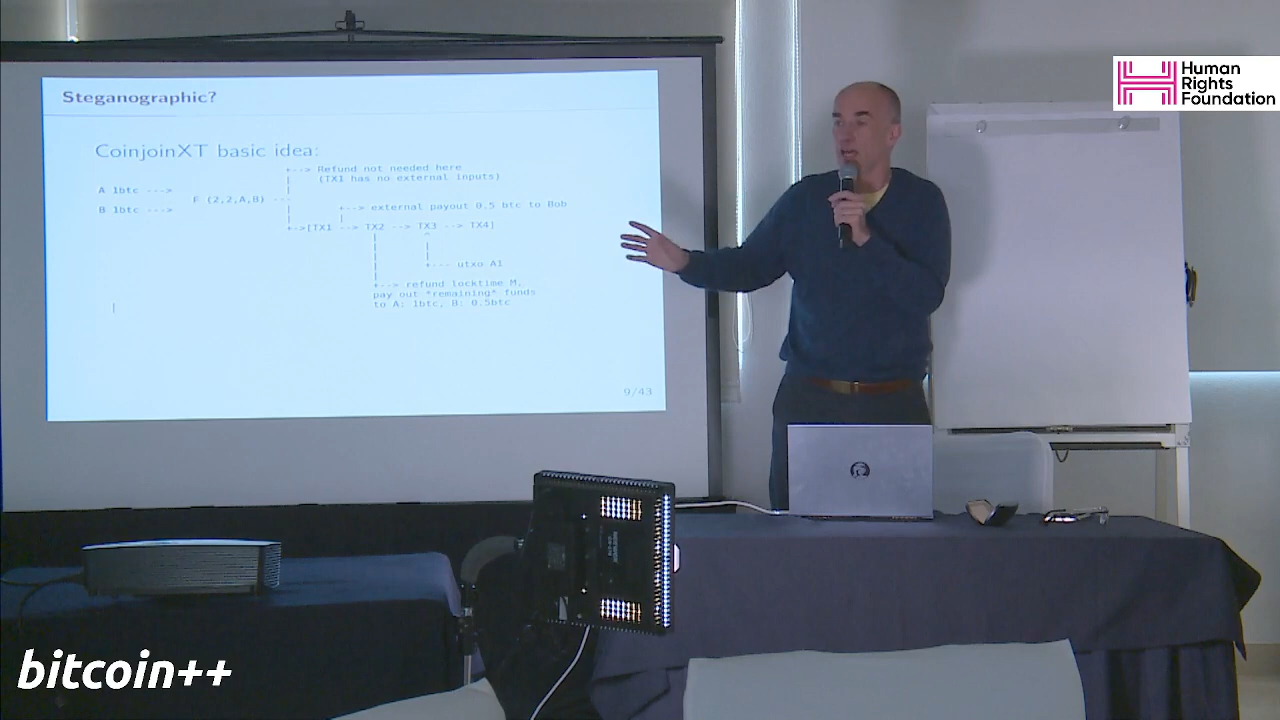 Steganographic?
CoinjoinXT basic idea:
+--> Refund not needed here
(TX1 has no external inputs)
A 1btc --->
F (2,2,A,B) --
B 1btc --->
+--> external payout 0.5 btc to Bob
+->[TX1 --> TX2 --> TX3 --> TX4]
+--- utxo A1
+--> refund locktime M,
pay out "remaining" funds
to A: 1btc, B: 0.5btc
9/43
Human
Rights
Foundation
bitcoin++